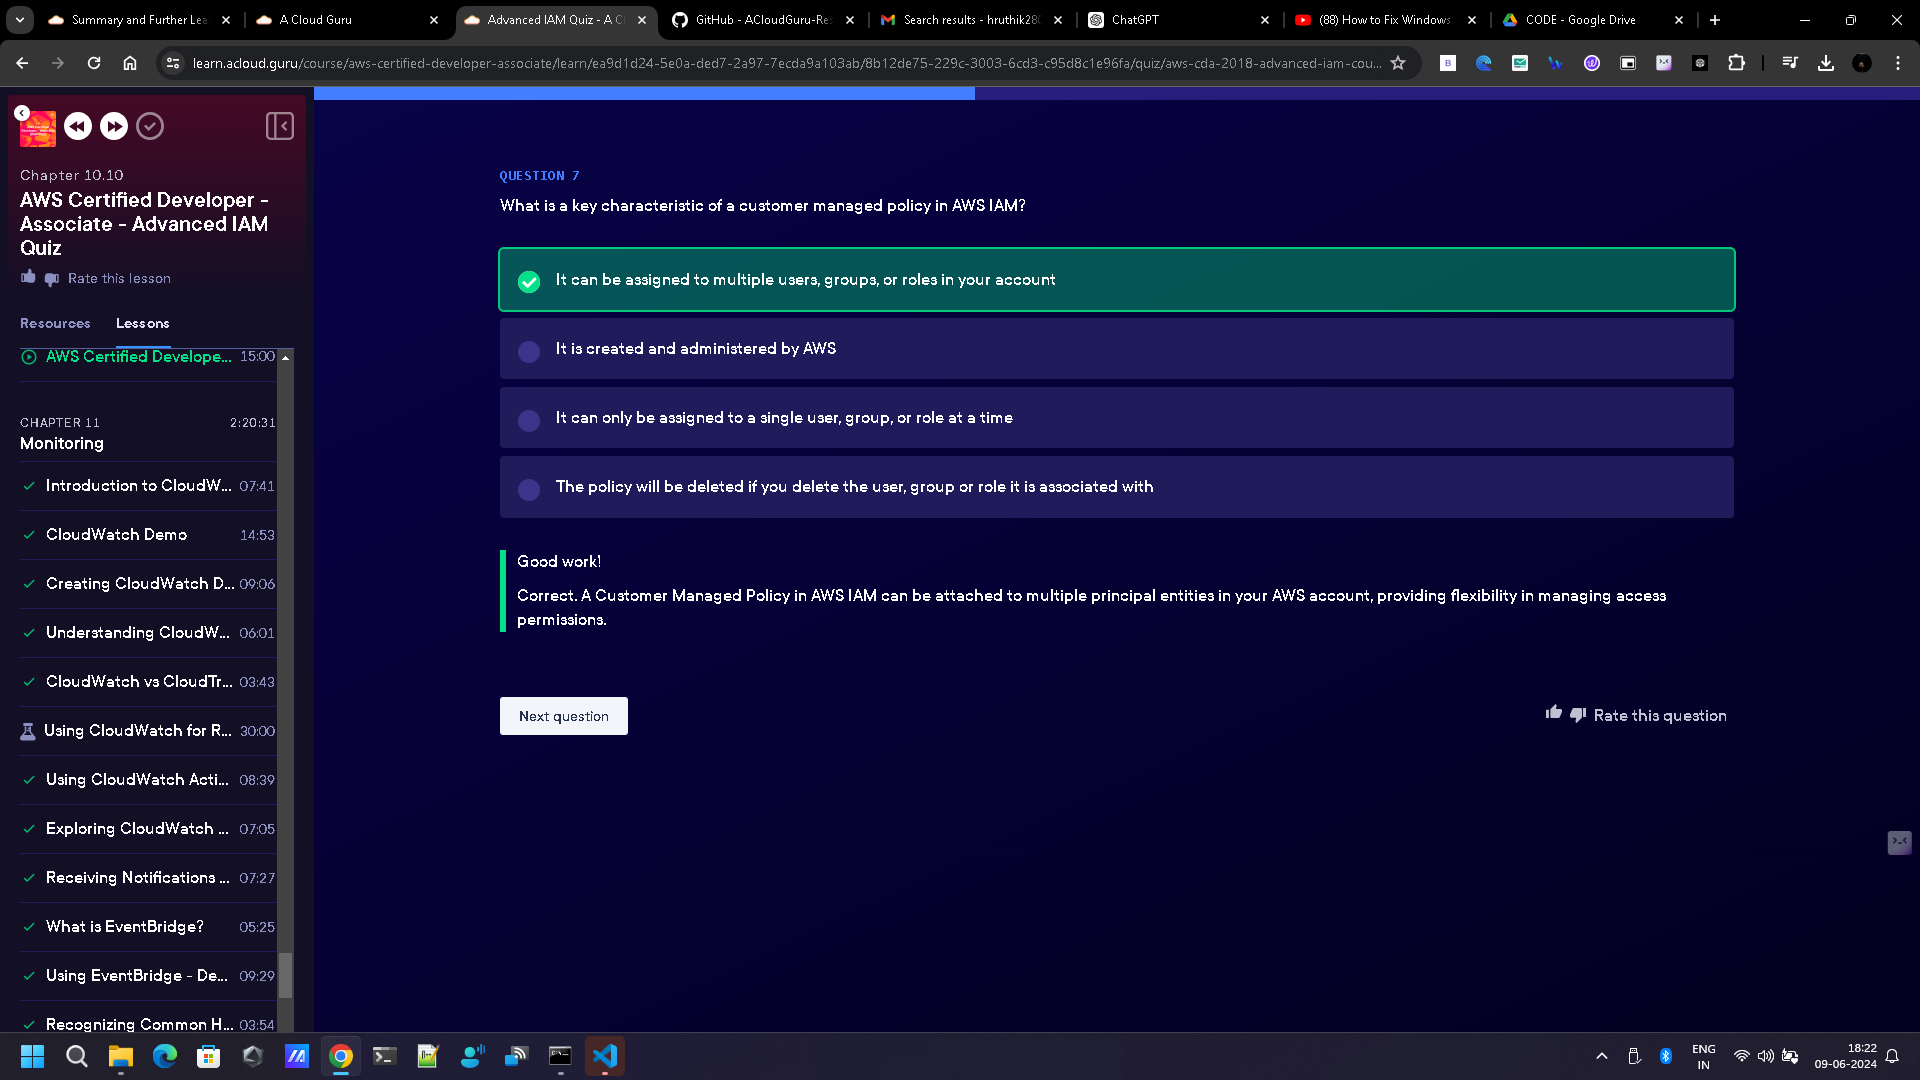 Summary and Further Lea
A Cloud Guru
Advanced IAM Quiz - A Cl
GitHub - ACloudGuru-Res
Search results - hruthik280
ChatGPT
(88) How to Fix Windows
CODE - Google Drive
learn.acloud.guru/course/aws-certified-developer-associate/learn/ea9d1d24-5e0a-ded7-2a97-7ecda9a103ab/8b12de75-229c-3003-6cd3-c95d8c1e96fa/quiz/aws-cda-2018-advanced-iam-cou...
Chapter 10.10
AWS Certified Developer -
Associate - Advanced IAM
Quiz
Rate this lesson
Resources
Lessons
AWS Certified Develope... 15:00
CHAPTER 11 2:20:31
Monitoring
Introduction to CloudW... 07:41
CloudWatch Demo 14:53
Creating CloudWatch D... 09:06
Understanding CloudW... 06:01
CloudWatch vs CloudTr... 03:43
Using CloudWatch for R... 30:00
Using CloudWatch Acti... 08:39
Exploring CloudWatch ... 07:05
Receiving Notifications ... 07:27
What is EventBridge? 05:25
Using EventBridge - De... 09:29
Recognizing Common H... 03:54
QUESTION 7
What is a key characteristic of a customer managed policy in AWS IAM?
It can be assigned to multiple users, groups, or roles in your account
It is created and administered by AWS
It can only be assigned to a single user, group, or role at a time
The policy will be deleted if you delete the user, group or role it is associated with
Good work!
Correct. A Customer Managed Policy in AWS IAM can be attached to multiple principal entities in your AWS account, providing flexibility in managing access
permissions.
Next question
Rate this question
ENG
IN
18:22
09-06-2024